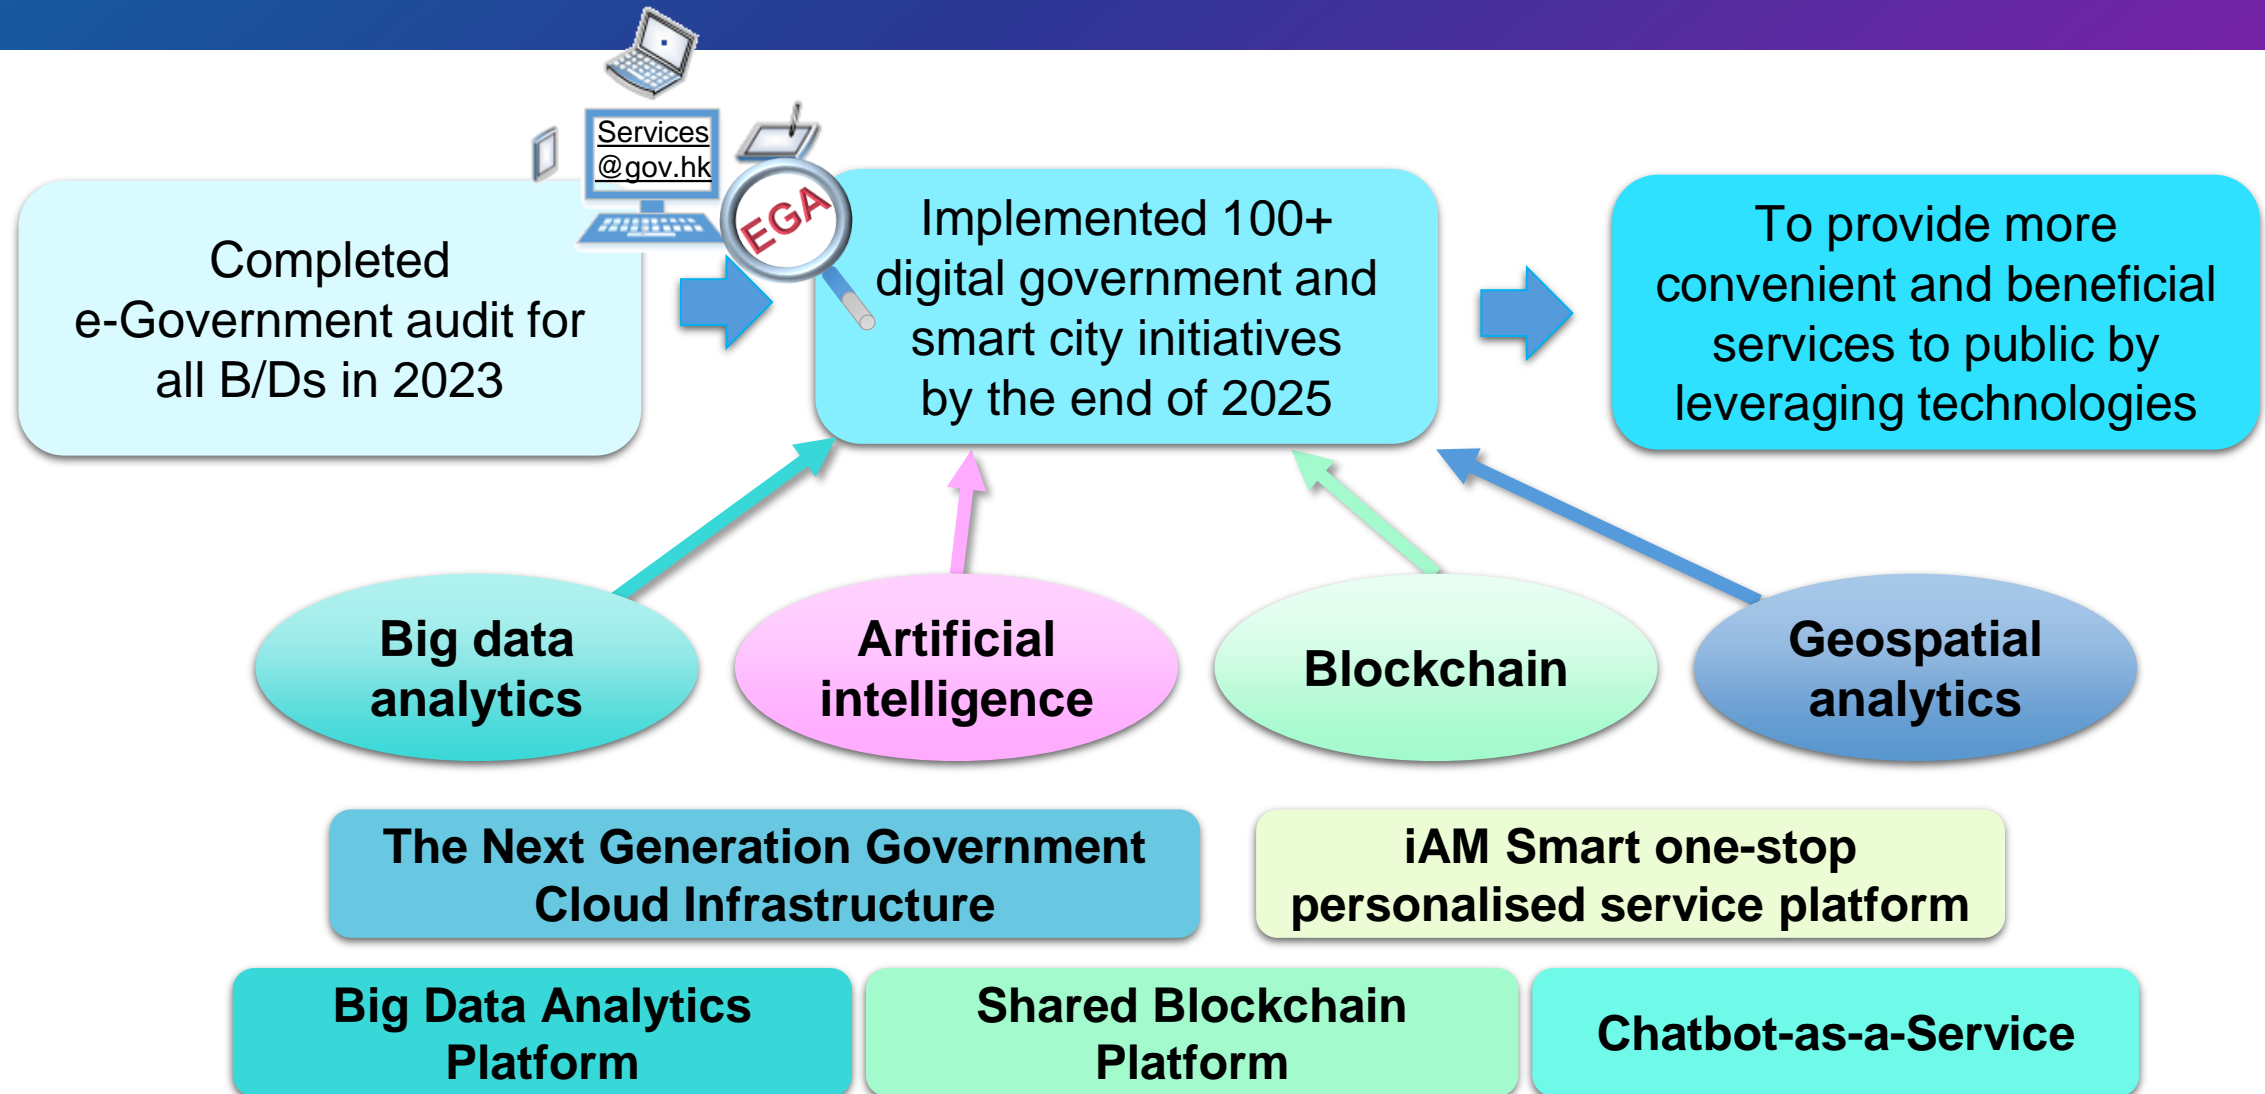 Services
@gov.hk
EGA
Completed
e-Government audit for
all B/Ds in 2023
Implemented 100+
digital government and
smart city initiatives
by the end of 2025
To provide more
convenient and beneficial
services to public by
leveraging technologies
Big data
analytics
Artificial
intelligence
Blockchain
Geospatial
analytics
The Next Generation Government
Cloud Infrastructure
iAM Smart one-stop
personalised service platform
Big Data Analytics
Platform
Shared Blockchain
Platform
Chatbot-as-a-Service